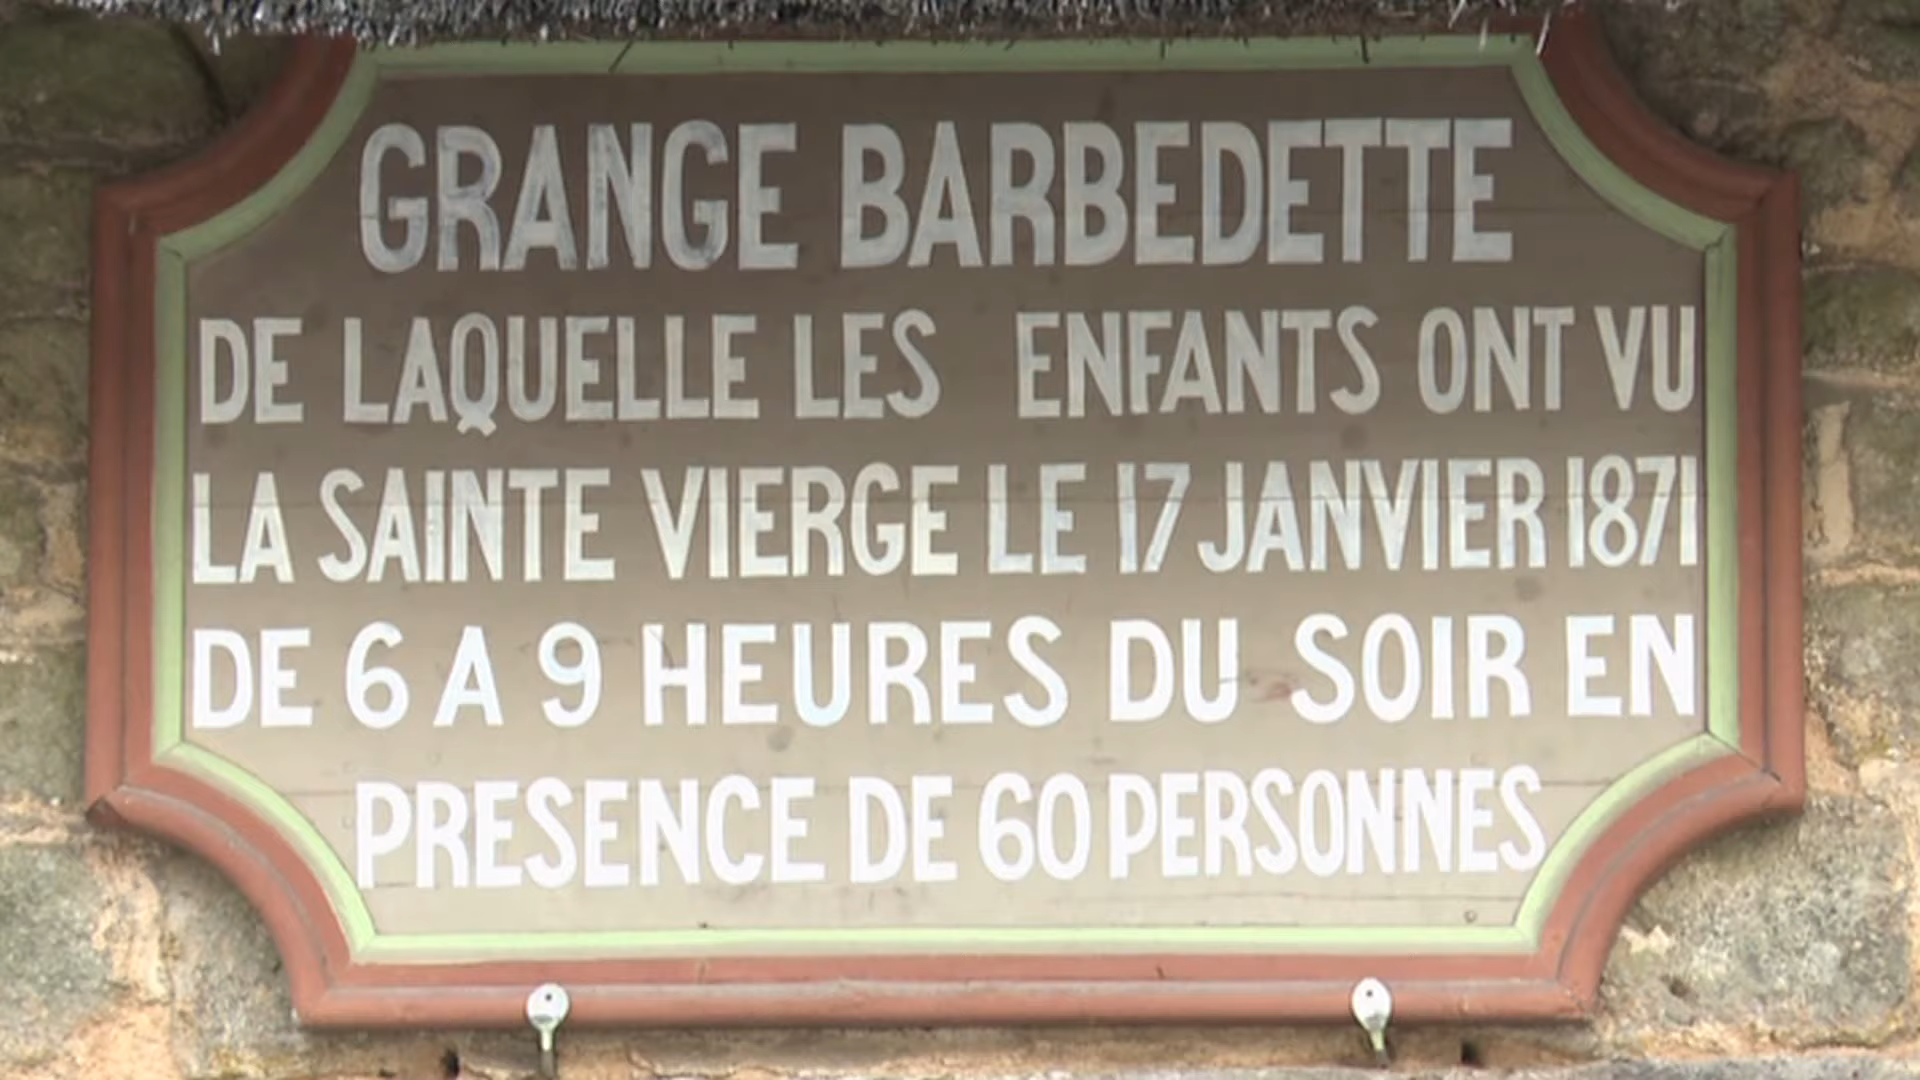 GRANGE BARBEDETTE
DE LAQUELLE LES ENFANTS ONT VU
LA SAINTE VIERGE LE 17 JANVIER 1871
DE 6 A 9 HEURES DU SOIR EN
PRESENCE DE 60 PERSONNES